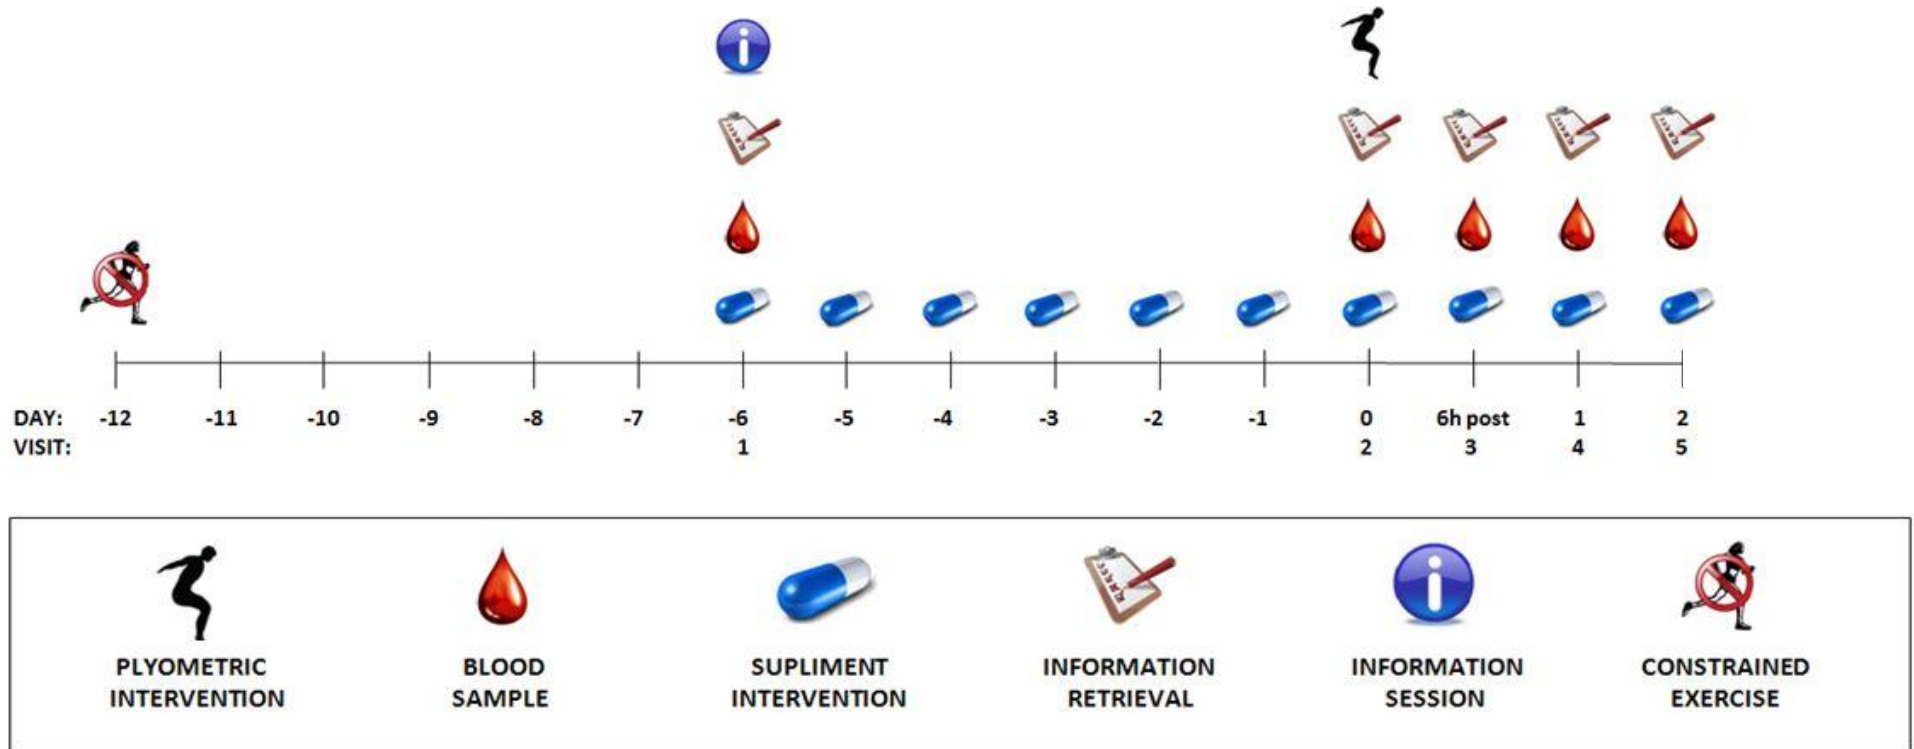 DAY: -12 -11 -10 -9 -8 -7 -6 -5 -4 -3 -2 -1 0 6h post 1 2
VISIT: 1 2 3 4 5
PLYOMETRIC INTERVENTION
BLOOD SAMPLE
SUPLIMENT INTERVENTION
INFORMATION RETRIEVAL
INFORMATION SESSION
CONSTRAINED EXERCISE